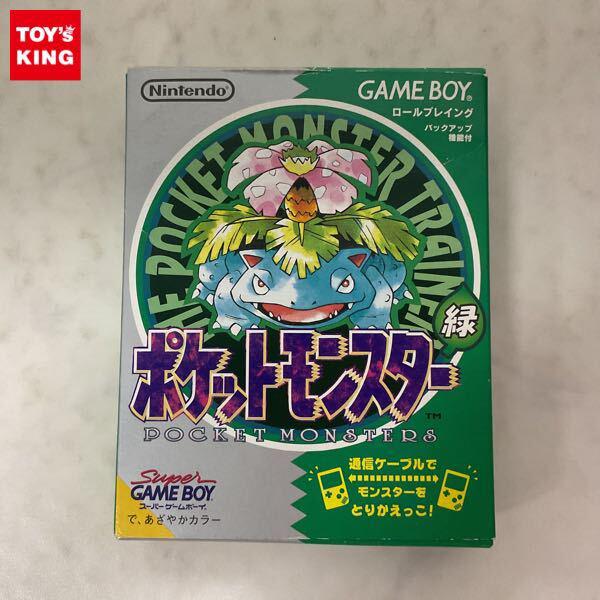 TOY's
KING
Nintendo
GAME BOY®
ロールプレイング
バックアップ
機能付
THE POCKET MONSTER TRAINER
緑
ポケットモンスター
TM
POCKET MONSTERS
通信ケーブルで
モンスターを
とりかえっこ!
Super
GAME BOY
スーパーゲームボーイ
で、あざやかカラー